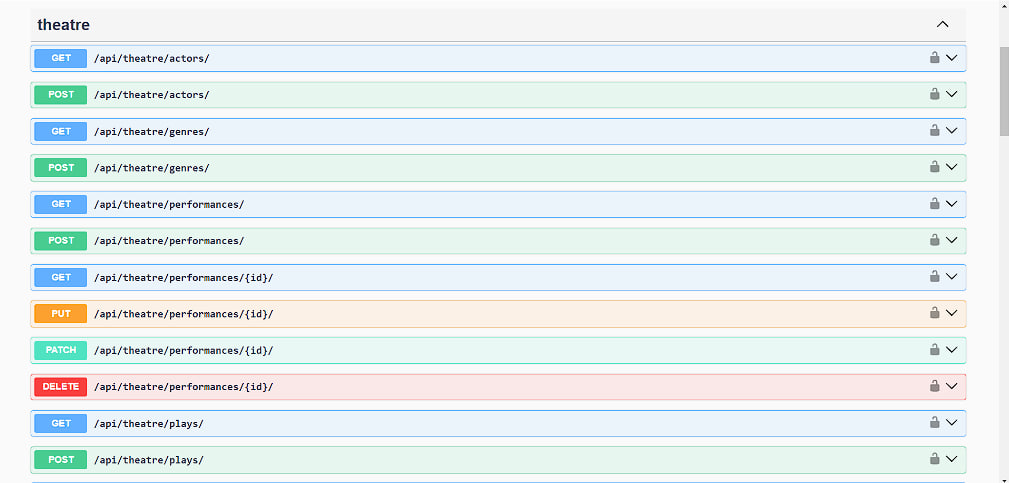 theatre
GET /api/theatre/actors/
POST /api/theatre/actors/
GET /api/theatre/genres/
POST /api/theatre/genres/
GET /api/theatre/performances/
POST /api/theatre/performances/
GET /api/theatre/performances/{id}/
PUT /api/theatre/performances/{id}/
PATCH /api/theatre/performances/{id}/
DELETE /api/theatre/performances/{id}/
GET /api/theatre/plays/
POST /api/theatre/plays/